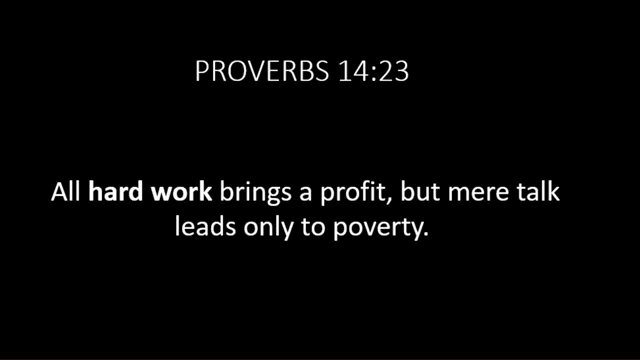 PROVERBS 14:23
All hard work brings a profit, but mere talk
leads only to poverty.